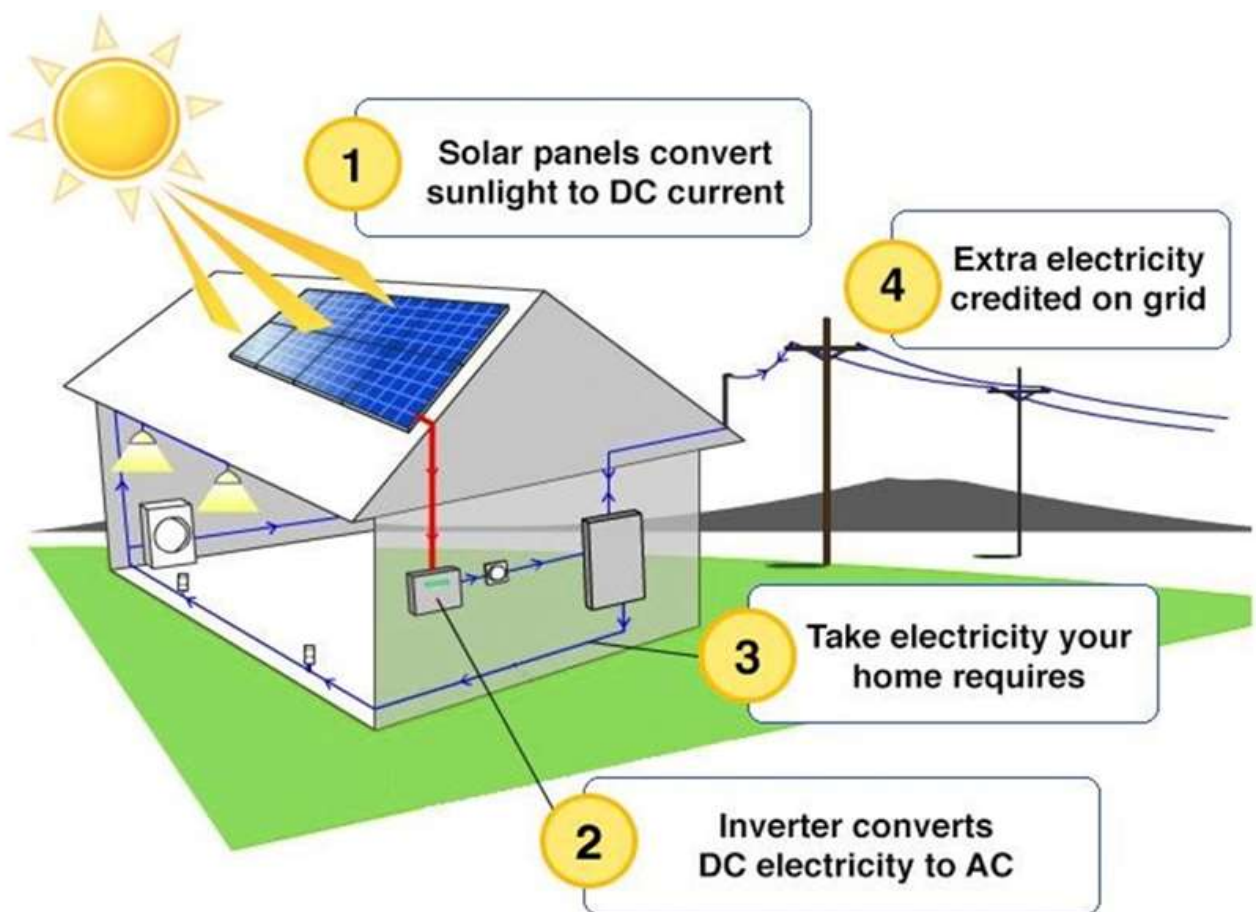 1
Solar panels convert
sunlight to DC current
4
Extra electricity
credited on grid
3
Take electricity your
home requires
2
Inverter converts
DC electricity to AC